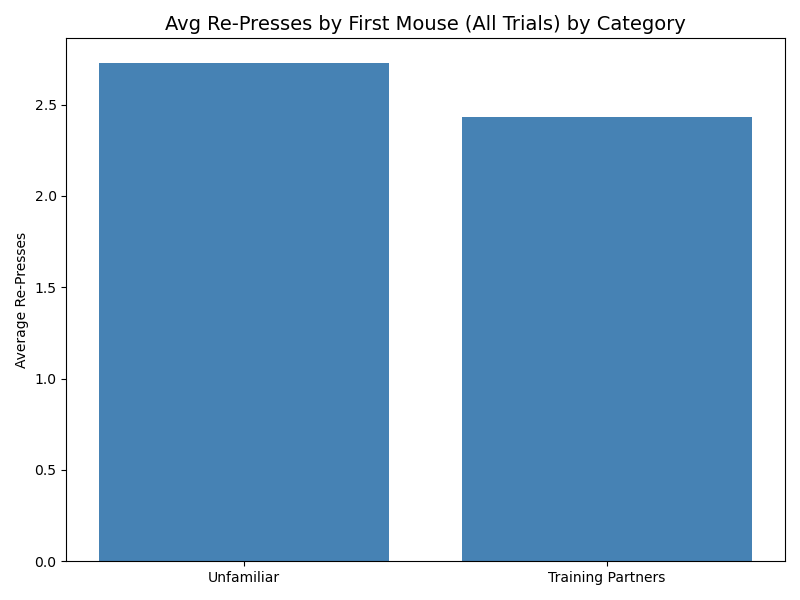 Avg Re-Presses by First Mouse (All Trials) by Category
Average Re-Presses
2.5
2.0
1.5
1.0
0.5
0.0
Unfamiliar
Training Partners